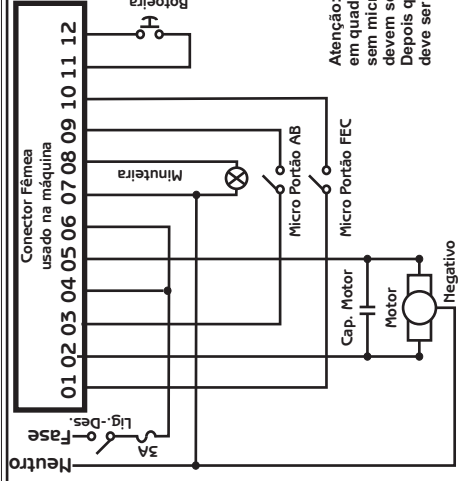 Conector Fêmea
usado na máquina
01 02 03 04 05 06 07 08 09 10 11 12
Botoeira
Minuteira
Micro Portão AB
Micro Portão FEC
Cap. Motor
Motor
Negativo
Fase
Lig.-Des.
3A
Neutro
Atenção:
em quad
sem micr
devem se
Depois q
deve ser